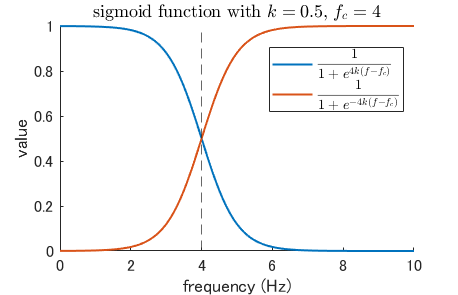 sigmoid function with k = 0.5, f_c = 4
1
0.8
0.6
0.4
0.2
0
value
1/(1 + e^{4k(f−f_c)})
1/(1 + e^{−4k(f−f_c)})
0 2 4 6 8 10
frequency (Hz)